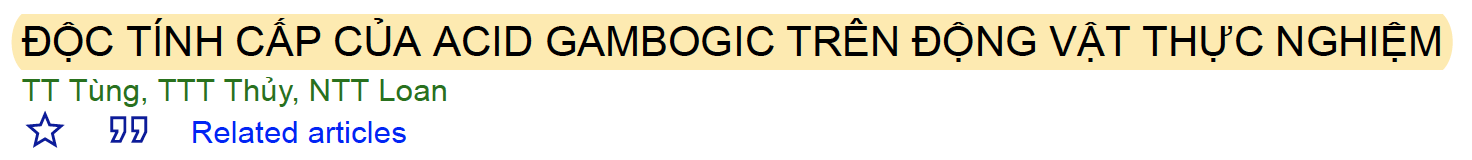 ĐỘC TÍNH CẤP CỦA ACID GAMBOGIC TRÊN ĐỘNG VẬT THỰC NGHIỆM
TT Tùng, TTT Thủy, NTT Loan
Related articles